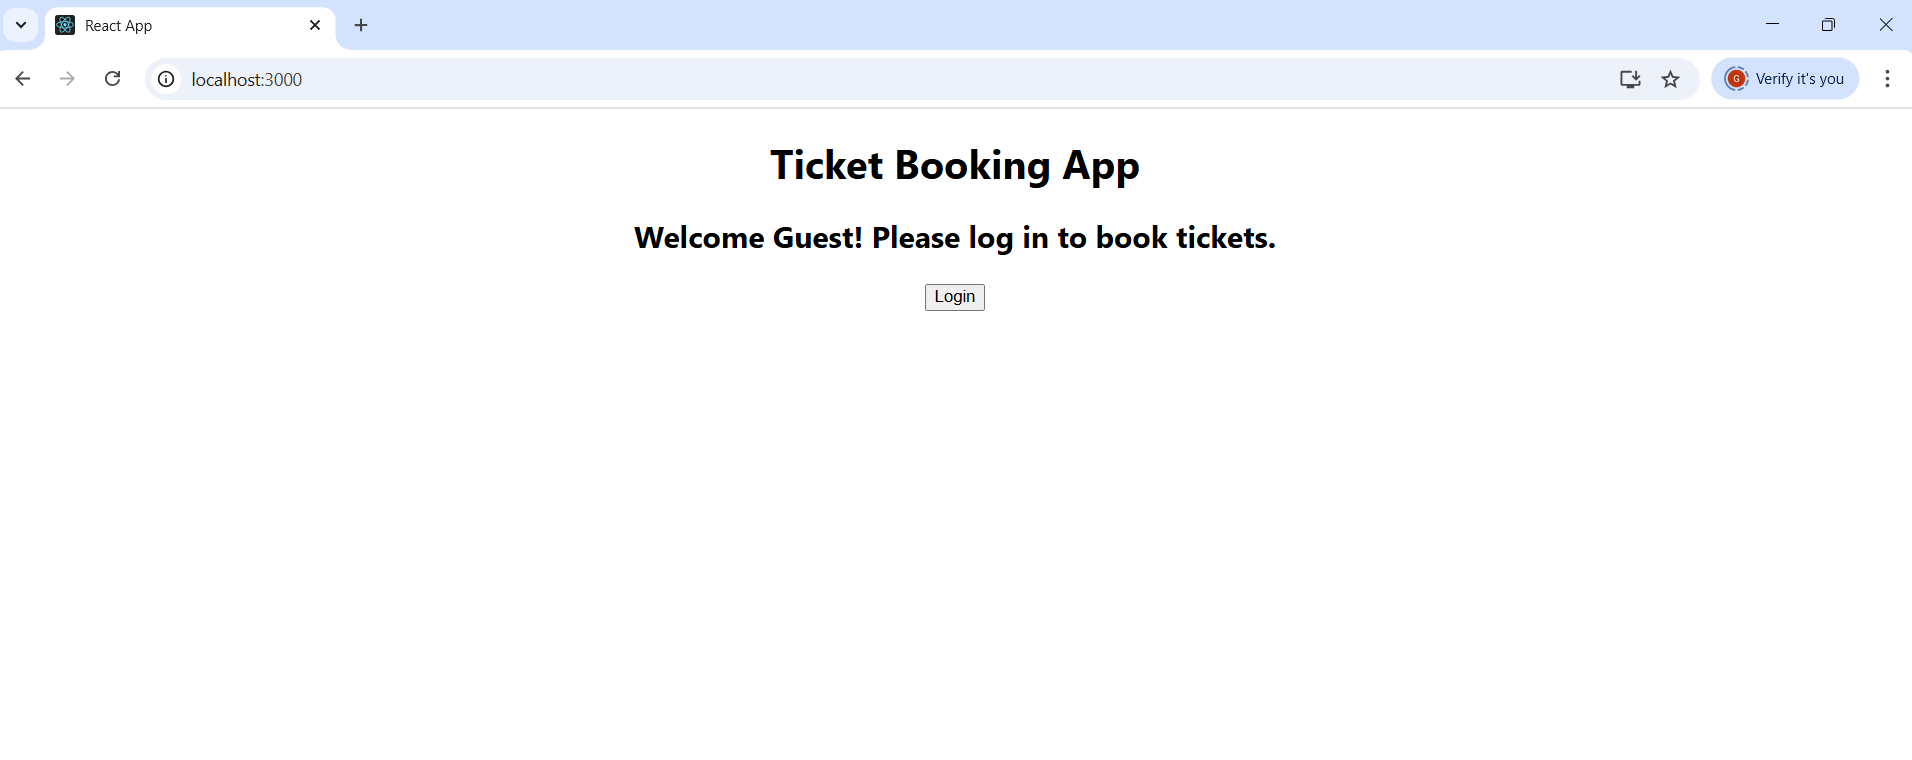 React App
localhost:3000
G Verify it's you
Ticket Booking App
Welcome Guest! Please log in to book tickets.
Login